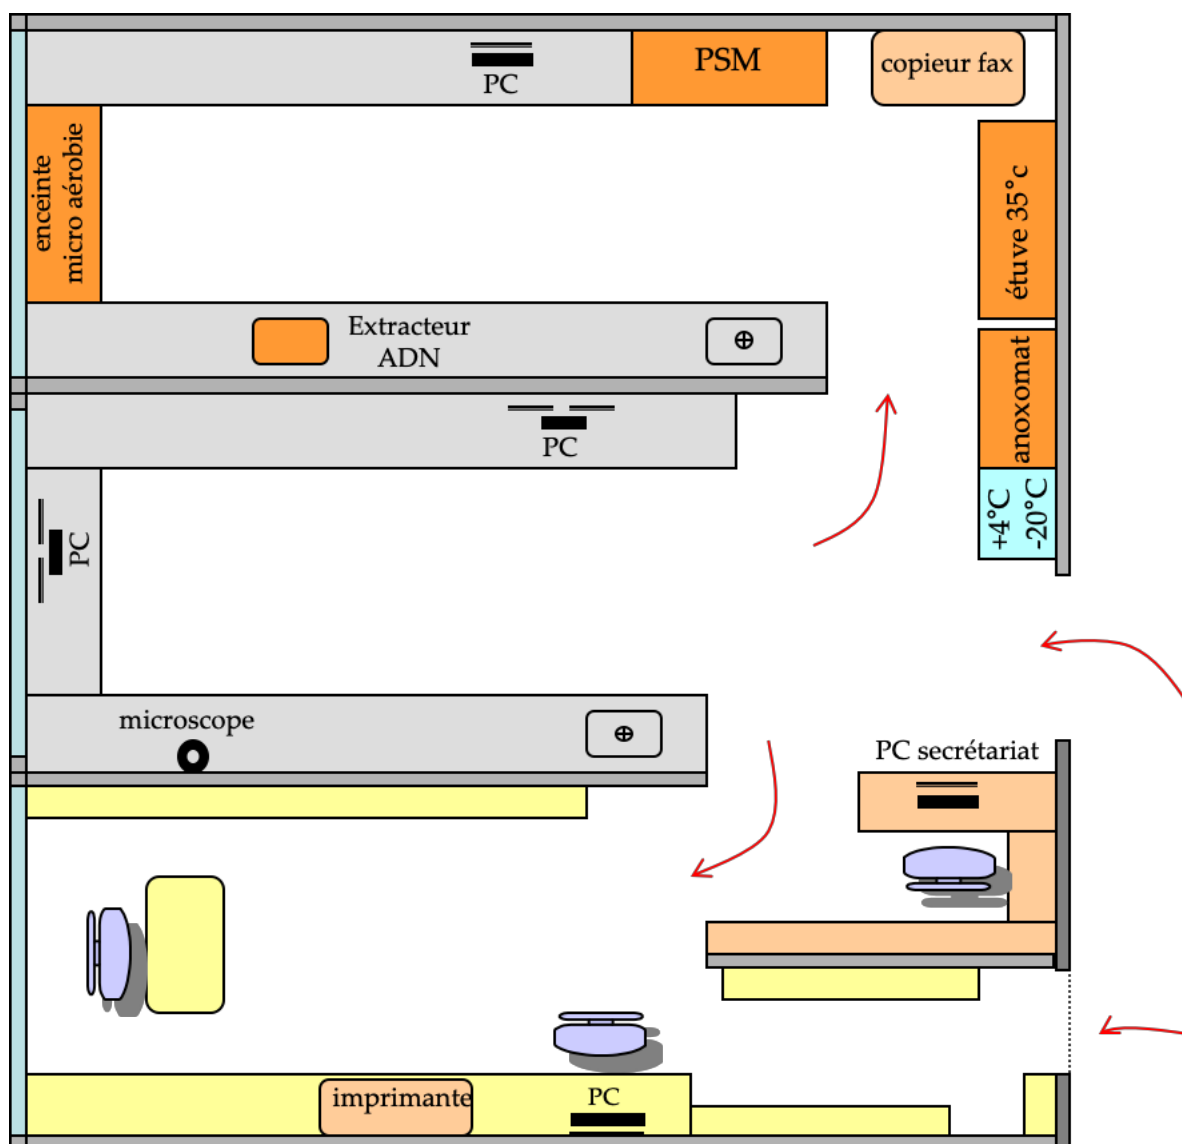 PC
PSM
copieur fax
enceinte
micro aérobie
étuve 35°c
Extracteur
ADN
anoxomat
PC
+4°C
-20°C
PC
microscope
PC secrétariat
imprimante
PC